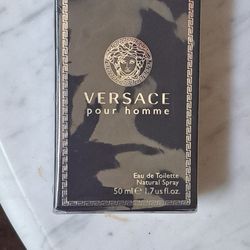 VERSACE
pour homme
Eau de Toilette
Natural Spray
50 ml ℮ 1.7 us fl.oz.